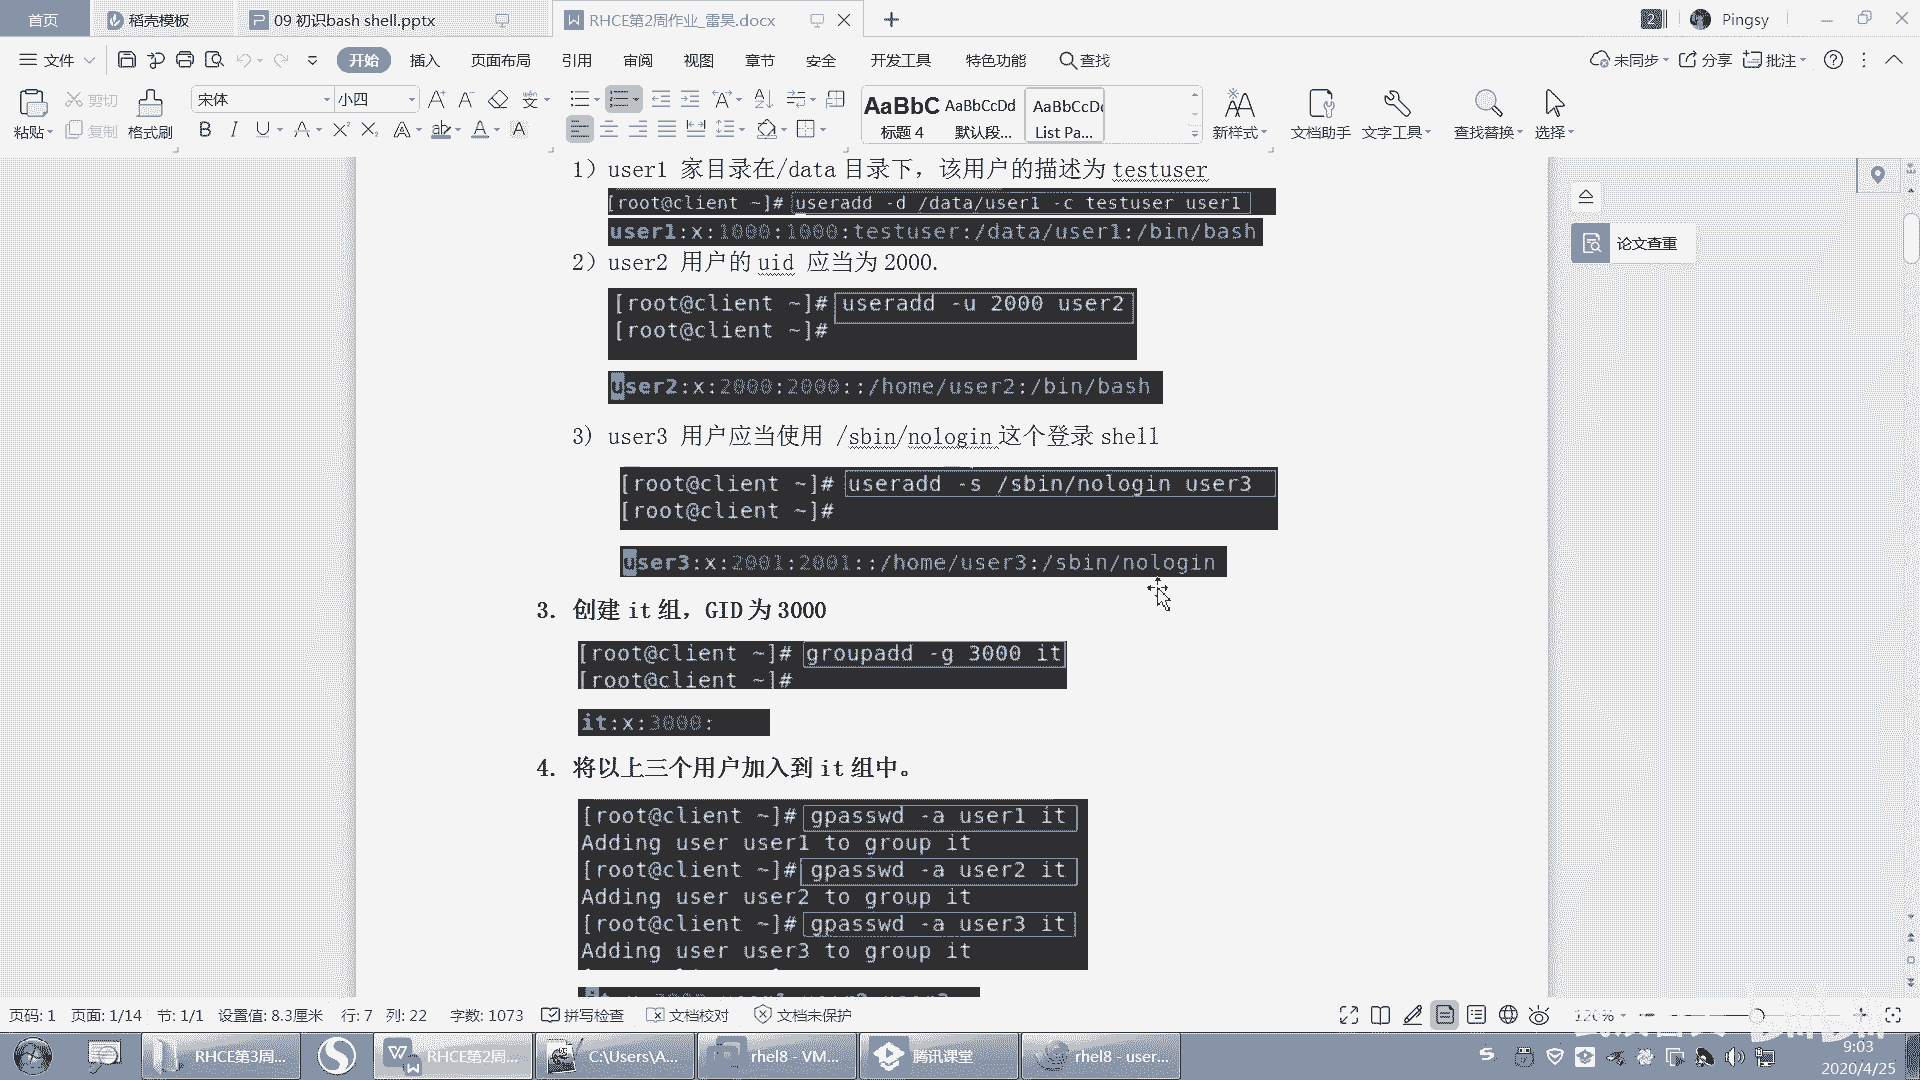 首页
稻壳模板
09 初识bash shell.pptx
RHCE第2周作业_雷昊.docx
2
Pingsy
文件
开始
插入
页面布局
引用
审阅
视图
章节
安全
开发工具
特色功能
查找
未同步
分享
批注
粘贴
剪切
复制
格式刷
宋体
小四
AaBbC
标题 4
AaBbCcDd
默认段...
AaBbCcD
List Pa...
新样式
文档助手
文字工具
查找替换
选择
论文查重
1）user1 家目录在/data 目录下，该用户的描述为 testuser
[root@client ~]# useradd -d /data/user1 -c testuser user1
user1:x:1000:1000:testuser:/data/user1:/bin/bash
2）user2 用户的 uid 应当为 2000.
[root@client ~]# useradd -u 2000 user2
[root@client ~]#
user2:x:2000:2000::/home/user2:/bin/bash
3）user3 用户应当使用 /sbin/nologin 这个登录 shell
[root@client ~]# useradd -s /sbin/nologin user3
[root@client ~]#
user3:x:2001:2001::/home/user3:/sbin/nologin
3. 创建 it 组，GID 为 3000
[root@client ~]# groupadd -g 3000 it
[root@client ~]#
it:x:3000:
4. 将以上三个用户加入到 it 组中。
[root@client ~]# gpasswd -a user1 it
Adding user user1 to group it
[root@client ~]# gpasswd -a user2 it
Adding user user2 to group it
[root@client ~]# gpasswd -a user3 it
Adding user user3 to group it
页码: 1
页面: 1/14
节: 1/1
设置值: 8.3厘米
行: 7
列: 22
字数: 1073
拼写检查
文档校对
文档未保护
120%
RHCE第3周...
RHCE第2周...
C:\Users\A...
rhel8 - VM...
腾讯课堂
rhel8 - user...
9:03
2020/4/25